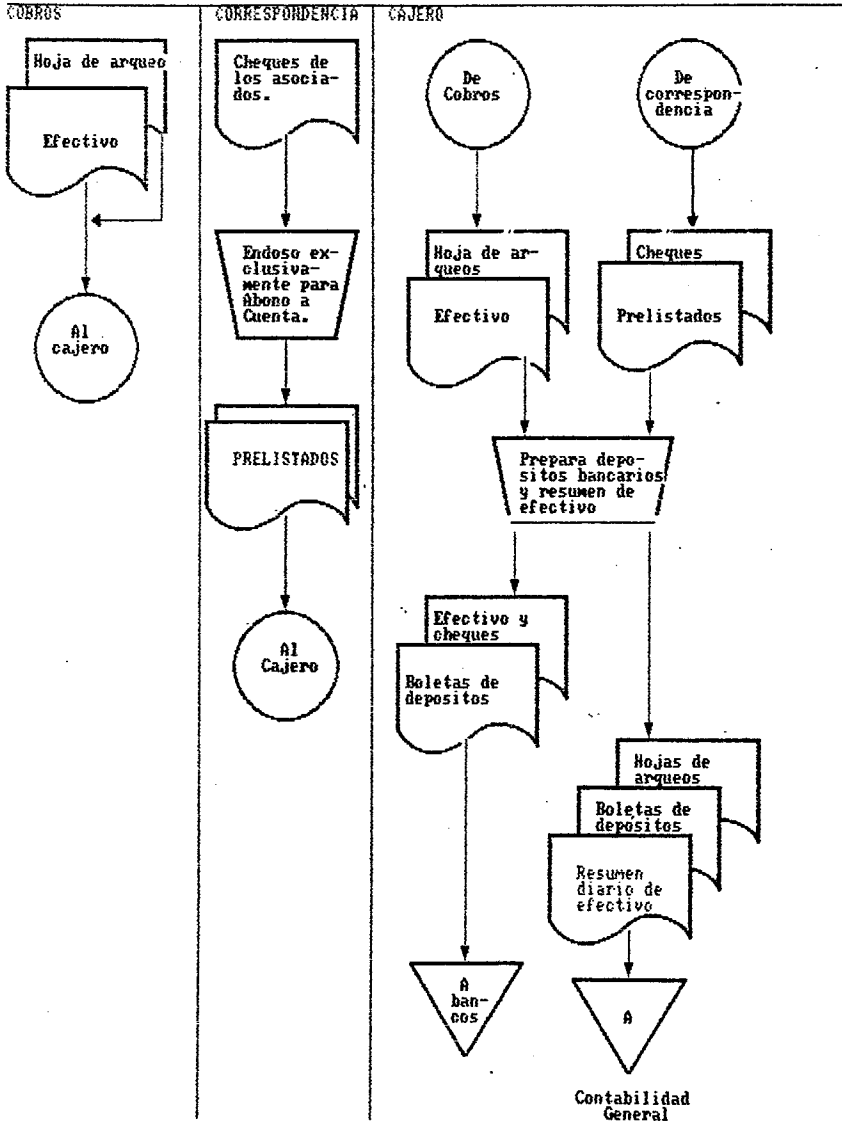 COBROS
Hoja de arqueo
Efectivo
Al
cajero
CORRESPONDENCIA
Cheques de
los asocia-
dos.
Endoso ex-
clusiva-
mente para
Abono a
Cuenta.
PRELISTADOS
Al
Cajero
CAJERO
De
Cobros
De
correspon-
dencia
Hoja de ar-
queos
Efectivo
Cheques
Prelistados
Prepara depo-
sitos bancarios
y resumen de
efectivo
Efectivo y
cheques
Boletas de
depositos
Hojas de
arqueos
Boletas de
depositos
Resumen
diario de
efectivo
A
ban-
cos
A
Contabilidad
General